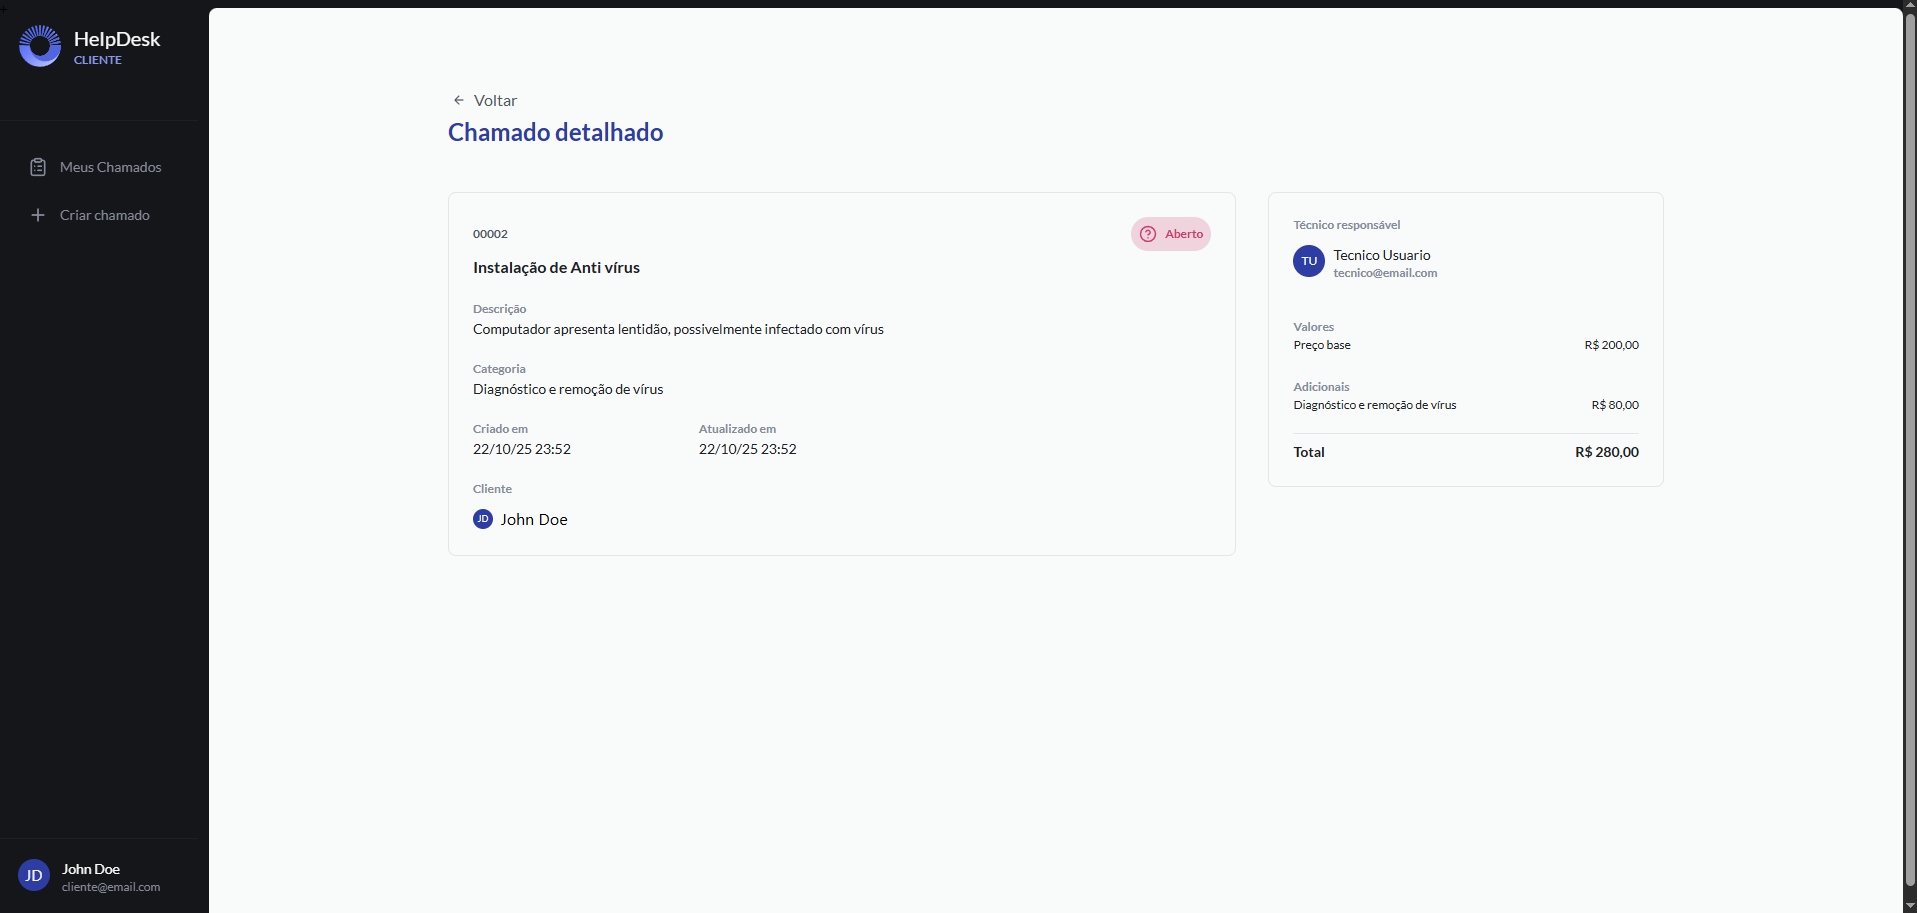 +
HelpDesk
CLIENTE
Meus Chamados
Criar chamado
Voltar
Chamado detalhado
00002
Aberto
Instalação de Anti vírus
Descrição
Computador apresenta lentidão, possivelmente infectado com vírus
Categoria
Diagnóstico e remoção de vírus
Criado em Atualizado em
22/10/25 23:52 22/10/25 23:52
Cliente
JD John Doe
Técnico responsável
TU Tecnico Usuario
tecnico@email.com
Valores
Preço base R$ 200,00
Adicionais
Diagnóstico e remoção de vírus R$ 80,00
Total R$ 280,00
JD John Doe
cliente@email.com